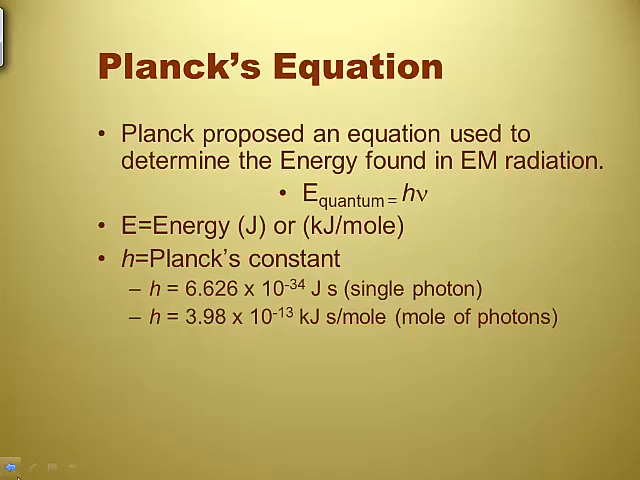 Planck’s Equation
• Planck proposed an equation used to
determine the Energy found in EM radiation.
• E_quantum = hν
• E=Energy (J) or (kJ/mole)
• h=Planck’s constant
– h = 6.626 x 10^-34 J s (single photon)
– h = 3.98 x 10^-13 kJ s/mole (mole of photons)